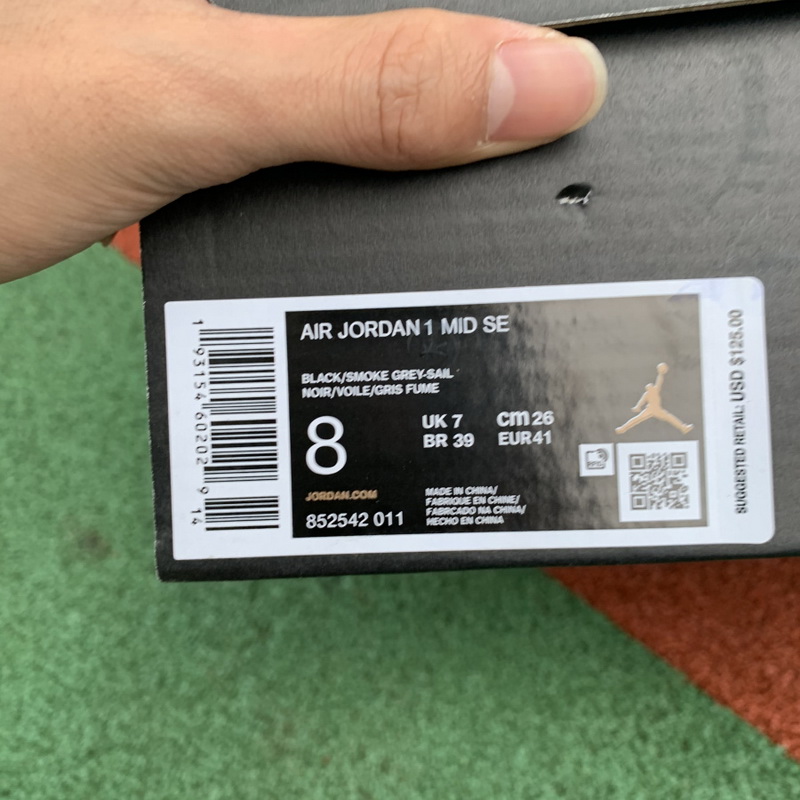 AIR JORDAN 1 MID SE
BLACK/SMOKE GREY-SAIL
NOIR/VOILE/GRIS FUME
8
UK 7
cm 26
BR 39
EUR 41
JORDAN.COM
852542 011
MADE IN CHINA/
FABRIQUE EN CHINE/
FABRCADO NA CHINA/
HECHO EN CHINA
1 93154 60202 9 14
SUGGESTED RETAIL: USD $125.00